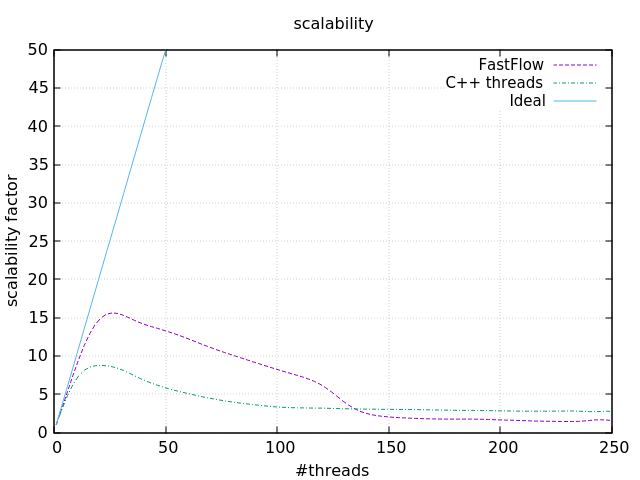 scalability
50
45
40
35
30
25
20
15
10
5
0
scalability factor
FastFlow
C++ threads
Ideal
0 50 100 150 200 250
#threads